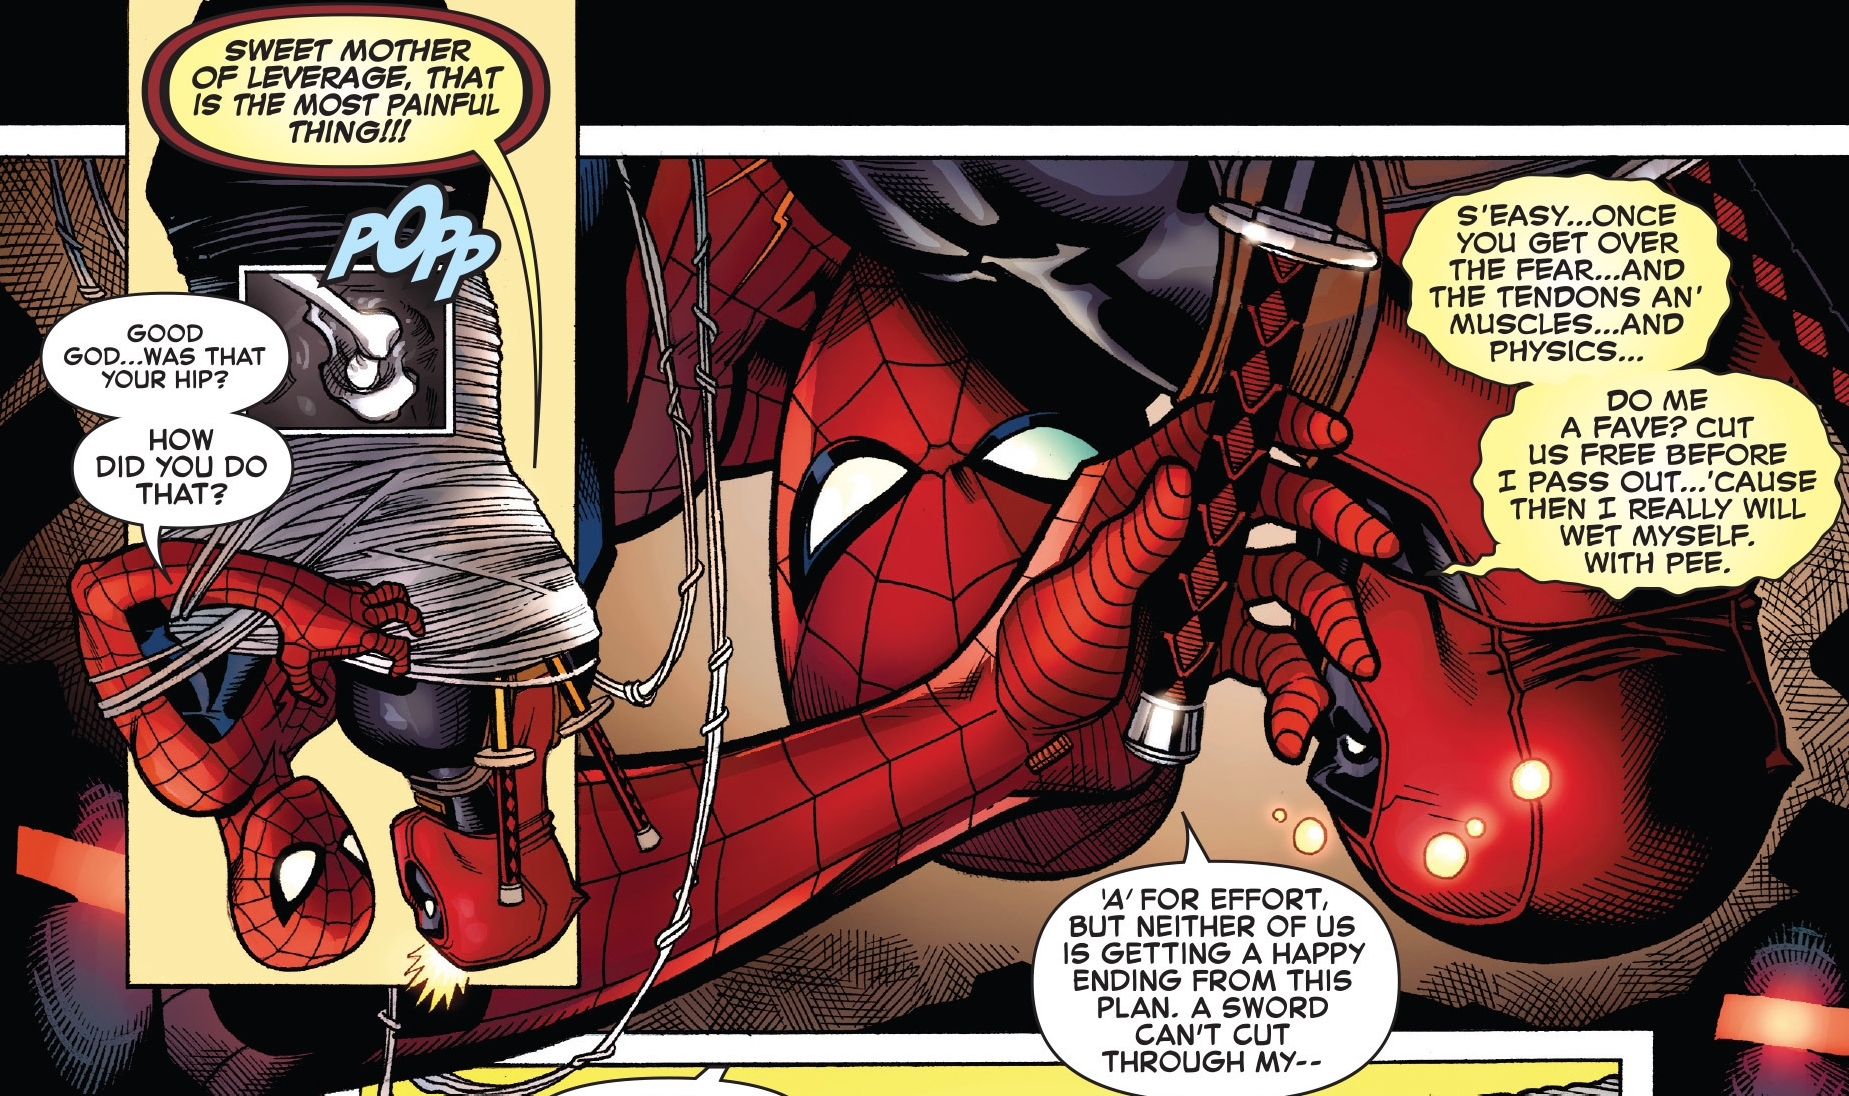 SWEET MOTHER
OF LEVERAGE, THAT
IS THE MOST PAINFUL
THING!!!
POPP
GOOD
GOD...WAS THAT
YOUR HIP?
HOW
DID YOU DO
THAT?
S'EASY...ONCE
YOU GET OVER
THE FEAR...AND
THE TENDONS AN'
MUSCLES...AND
PHYSICS...
DO ME
A FAVE? CUT
US FREE BEFORE
I PASS OUT...'CAUSE
THEN I REALLY WILL
WET MYSELF.
WITH PEE.
'A' FOR EFFORT,
BUT NEITHER OF US
IS GETTING A HAPPY
ENDING FROM THIS
PLAN. A SWORD
CAN'T CUT
THROUGH MY--